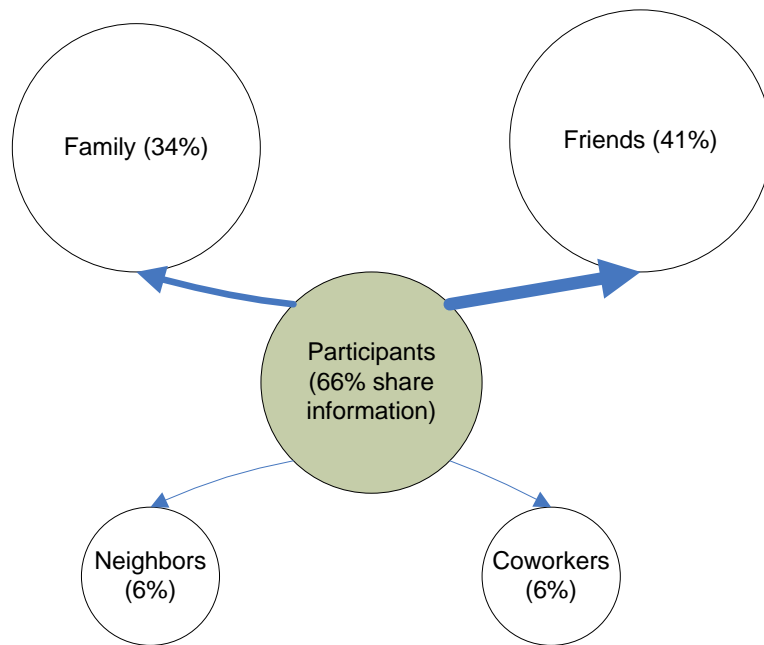 Family (34%)
Friends (41%)
Participants
(66% share
information)
Neighbors
(6%)
Coworkers
(6%)